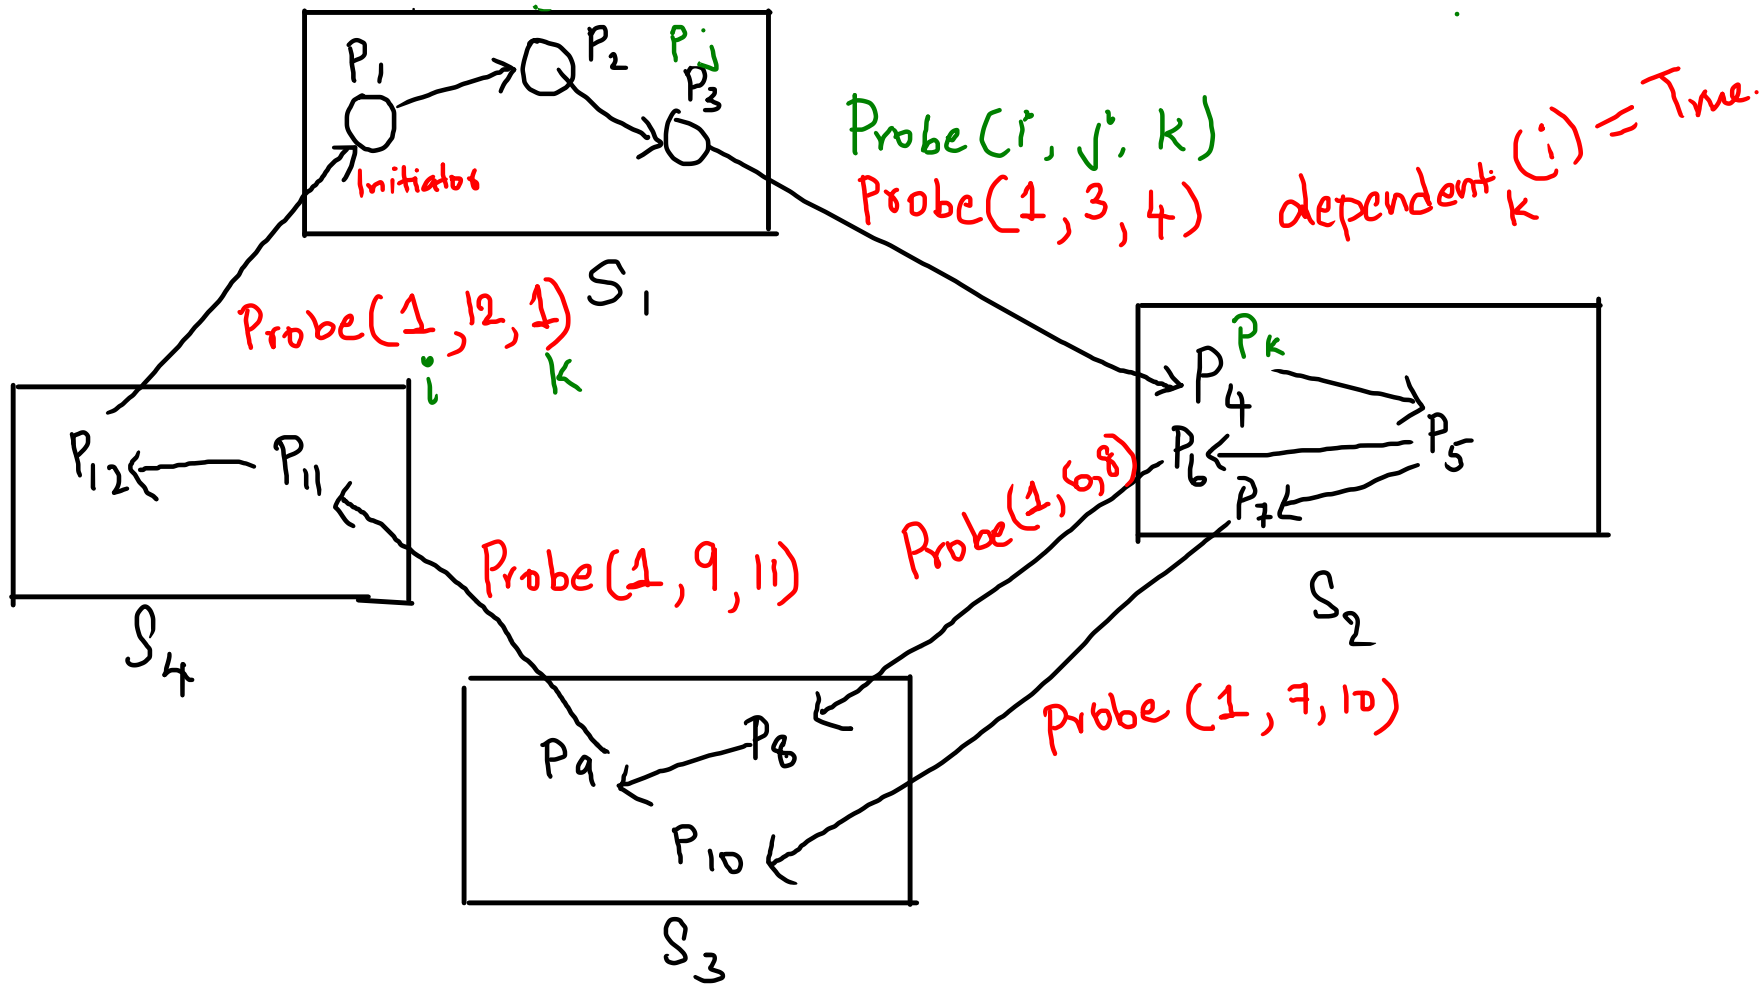 P1
P2
Pj
P3
Initiator
S1
Probe(i, j, k)
Probe(1, 3, 4)
dependentk(i) = True.
Probe(1, 12, 1)
i k
Pk
P4
P5
P6
P7
S2
P12
P11
S4
Probe(1, 9, 11)
Probe(1, 6, 8)
Probe (1, 7, 10)
P9
P8
P10
S3